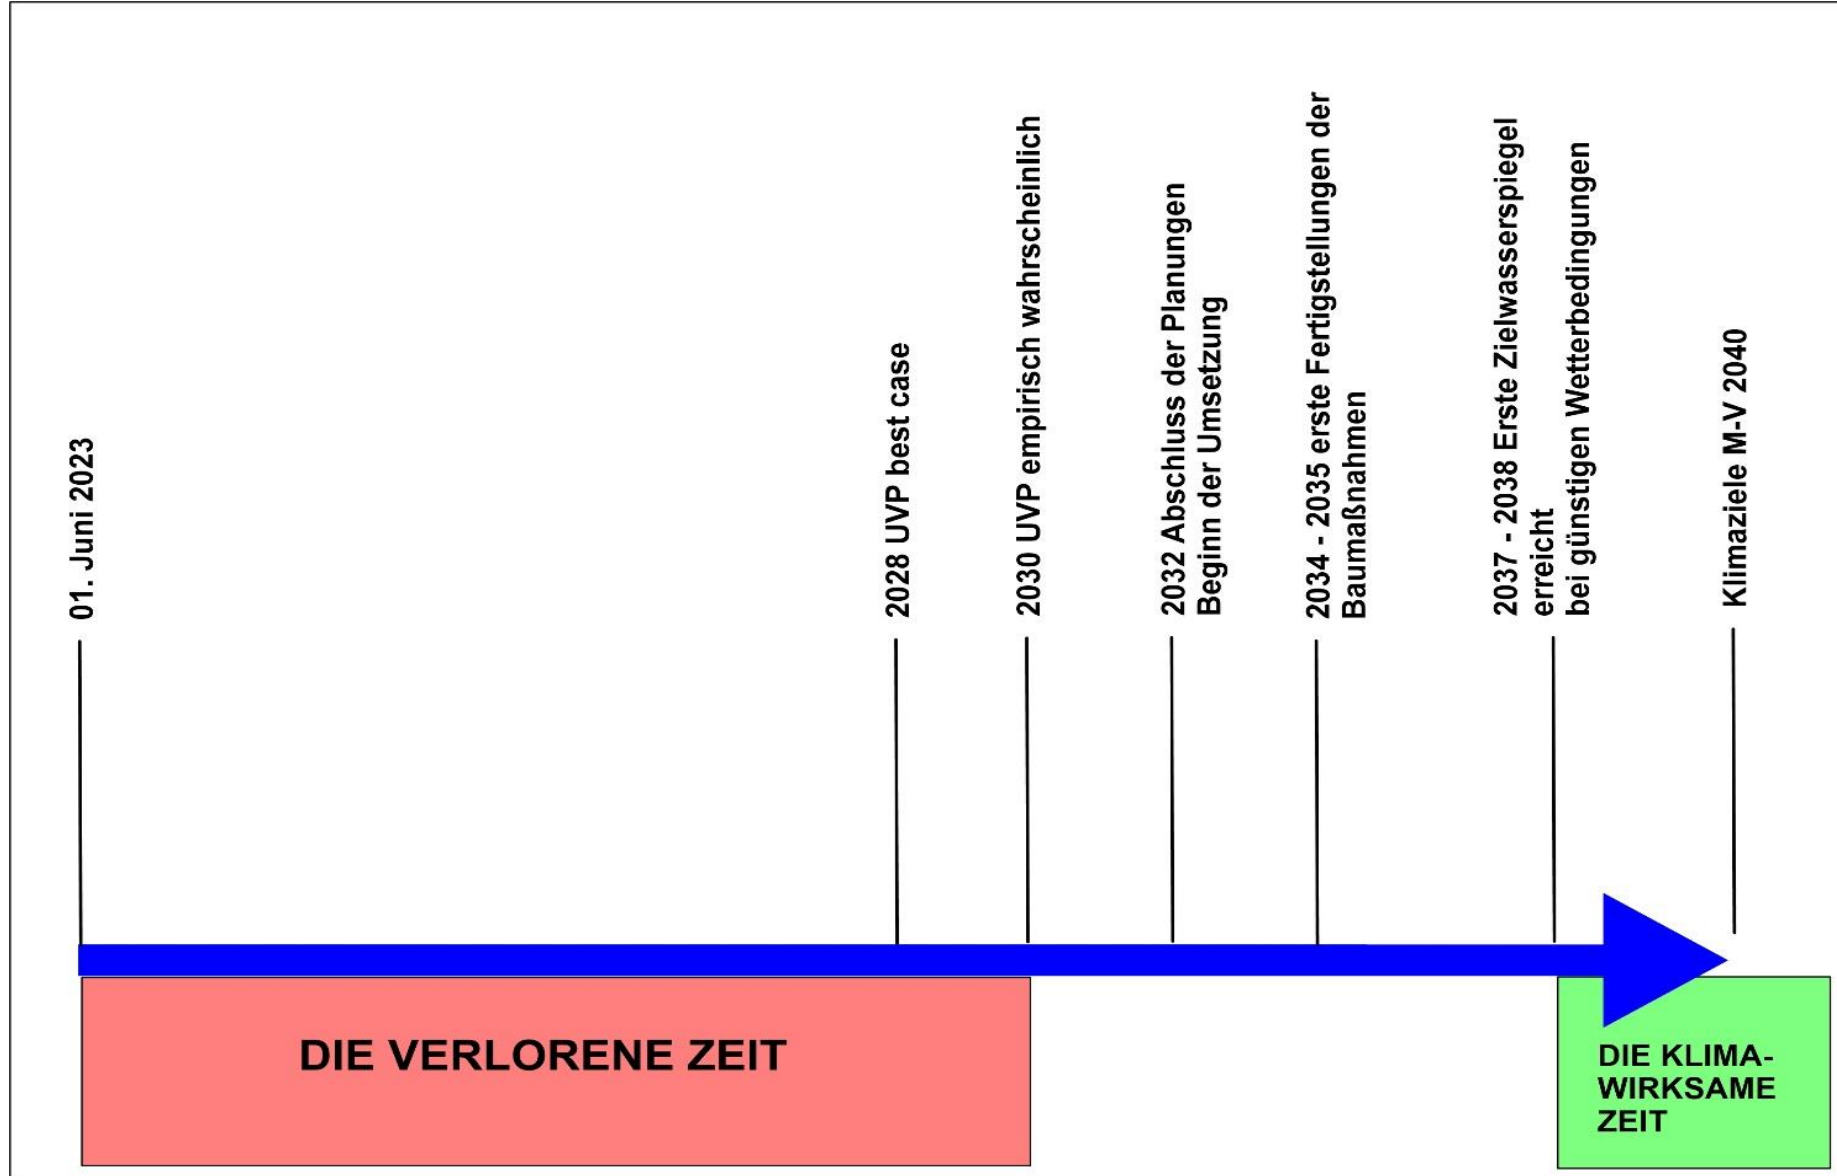 01. Juni 2023
2028 UVP best case
2030 UVP empirisch wahrscheinlich
2032 Abschluss der Planungen
Beginn der Umsetzung
2034 - 2035 erste Fertigstellungen der
Baumaßnahmen
2037 - 2038 Erste Zielwasserspiegel
erreicht
bei günstigen Wetterbedingungen
Klimaziele M-V 2040
DIE VERLORENE ZEIT
DIE KLIMA-
WIRKSAME
ZEIT